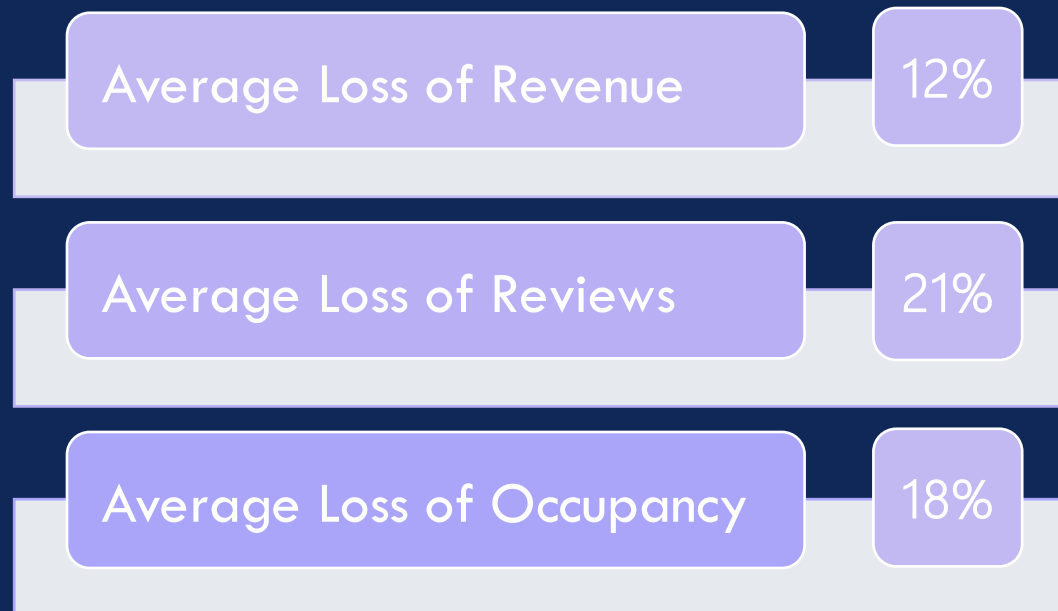 Average Loss of Revenue 12%
Average Loss of Reviews 21%
Average Loss of Occupancy 18%